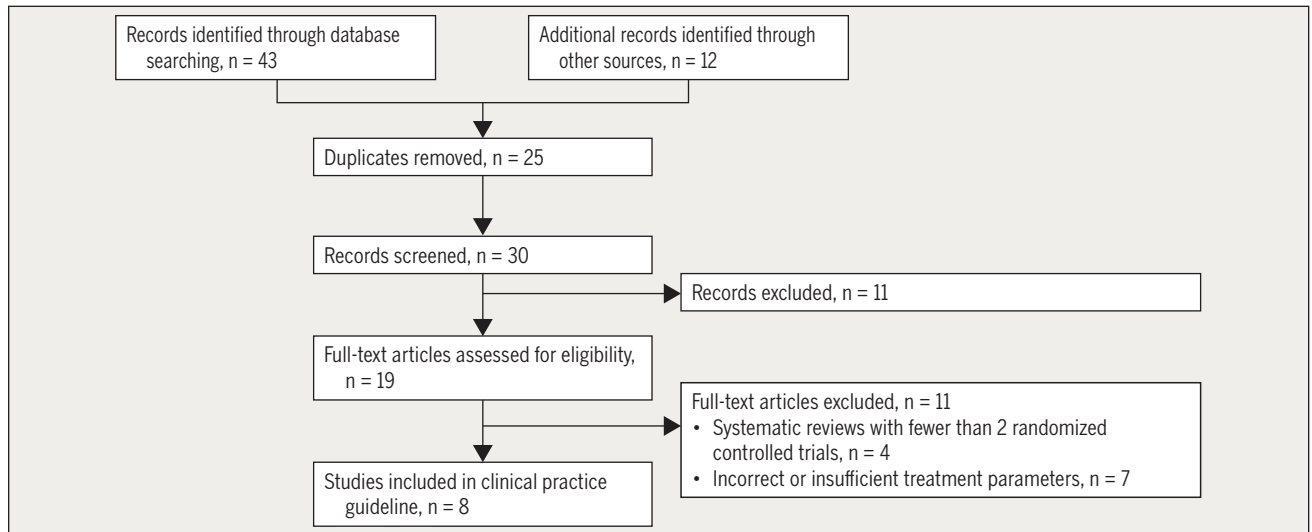 Records identified through database
searching, n = 43
Additional records identified through
other sources, n = 12
Duplicates removed, n = 25
Records screened, n = 30
Records excluded, n = 11
Full-text articles assessed for eligibility,
n = 19
Full-text articles excluded, n = 11
• Systematic reviews with fewer than 2 randomized
controlled trials, n = 4
• Incorrect or insufficient treatment parameters, n = 7
Studies included in clinical practice
guideline, n = 8